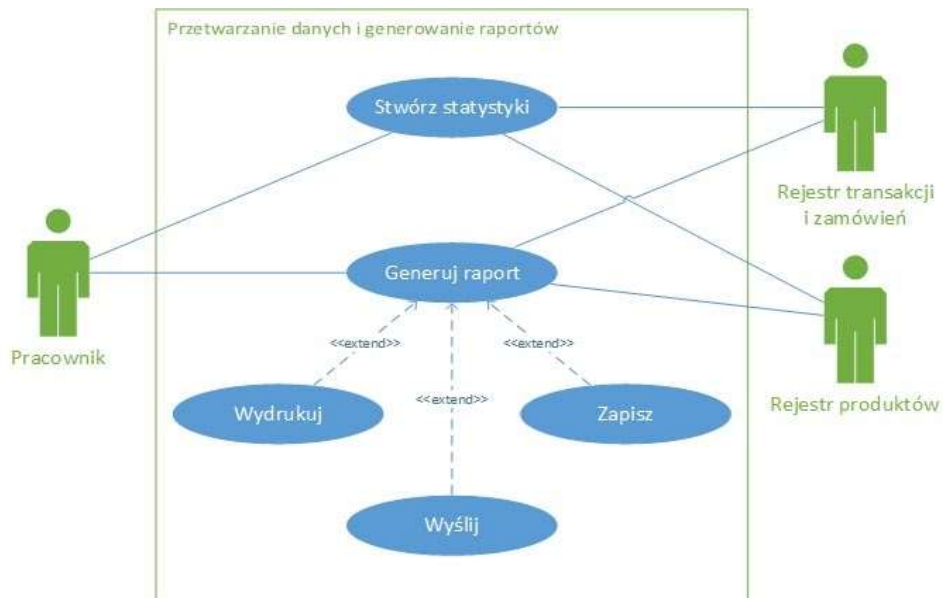 Przetwarzanie danych i generowanie raportów
Stwórz statystyki
Rejestr transakcji
i zamówień
Generuj raport
Pracownik
<<extend>>
<<extend>>
<<extend>>
Wydrukuj
Zapisz
Rejestr produktów
Wyślij